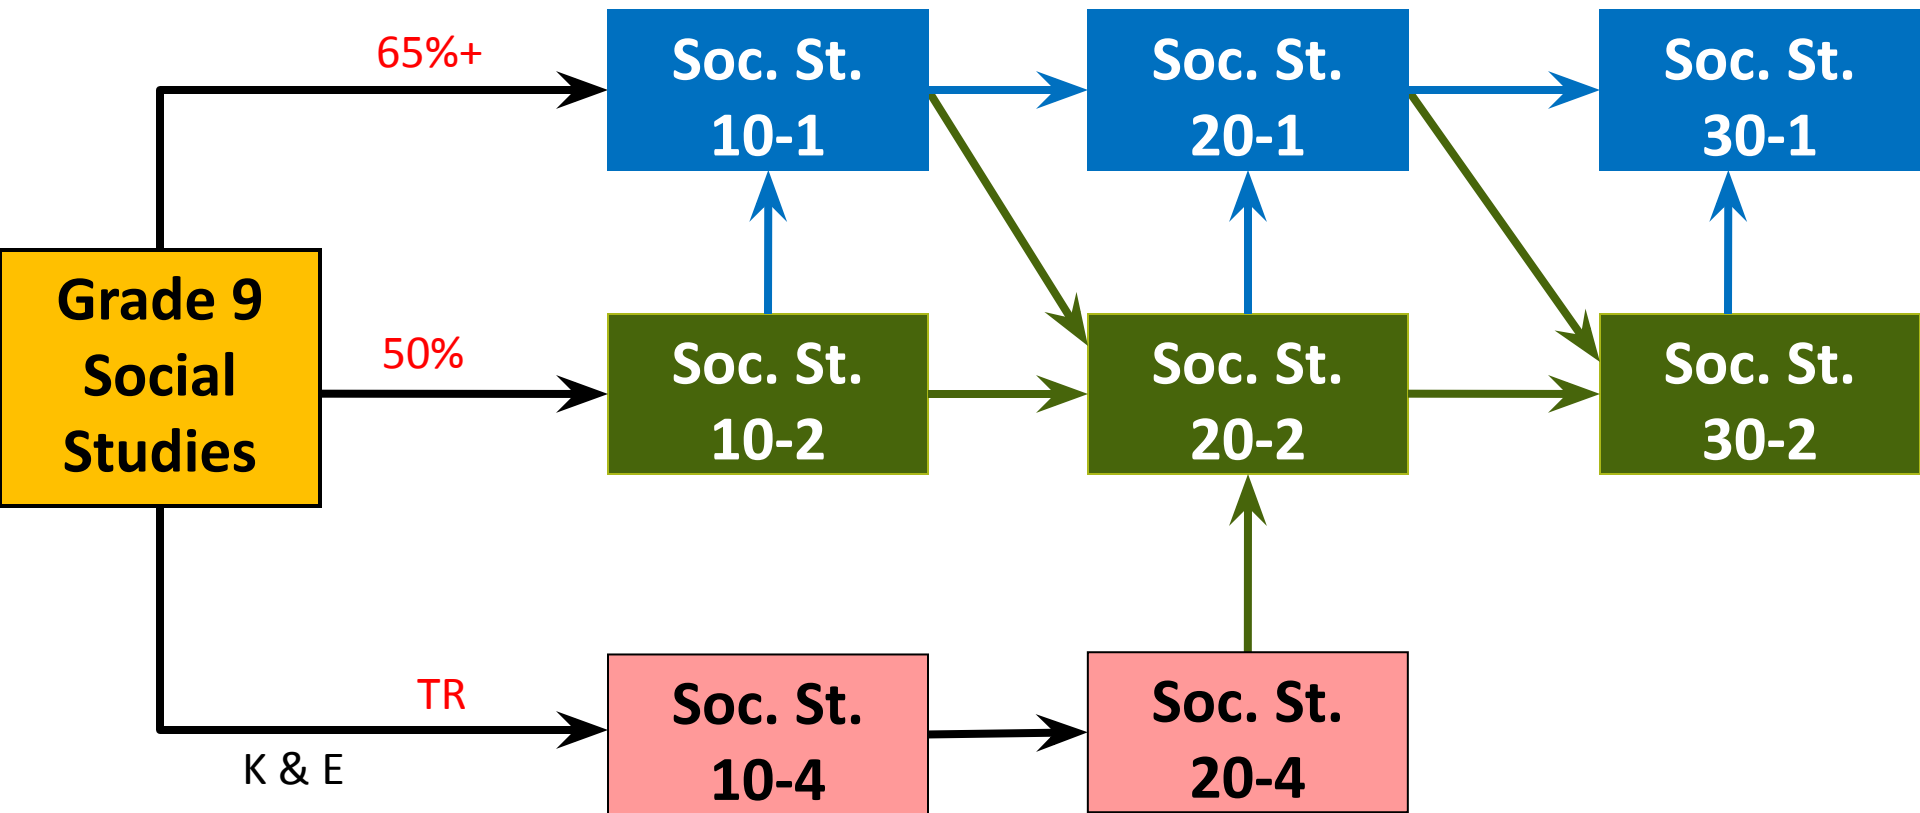 65%+
Soc. St.
10-1
Soc. St.
20-1
Soc. St.
30-1
Grade 9
Social
Studies
50%
Soc. St.
10-2
Soc. St.
20-2
Soc. St.
30-2
TR
K & E
Soc. St.
10-4
Soc. St.
20-4